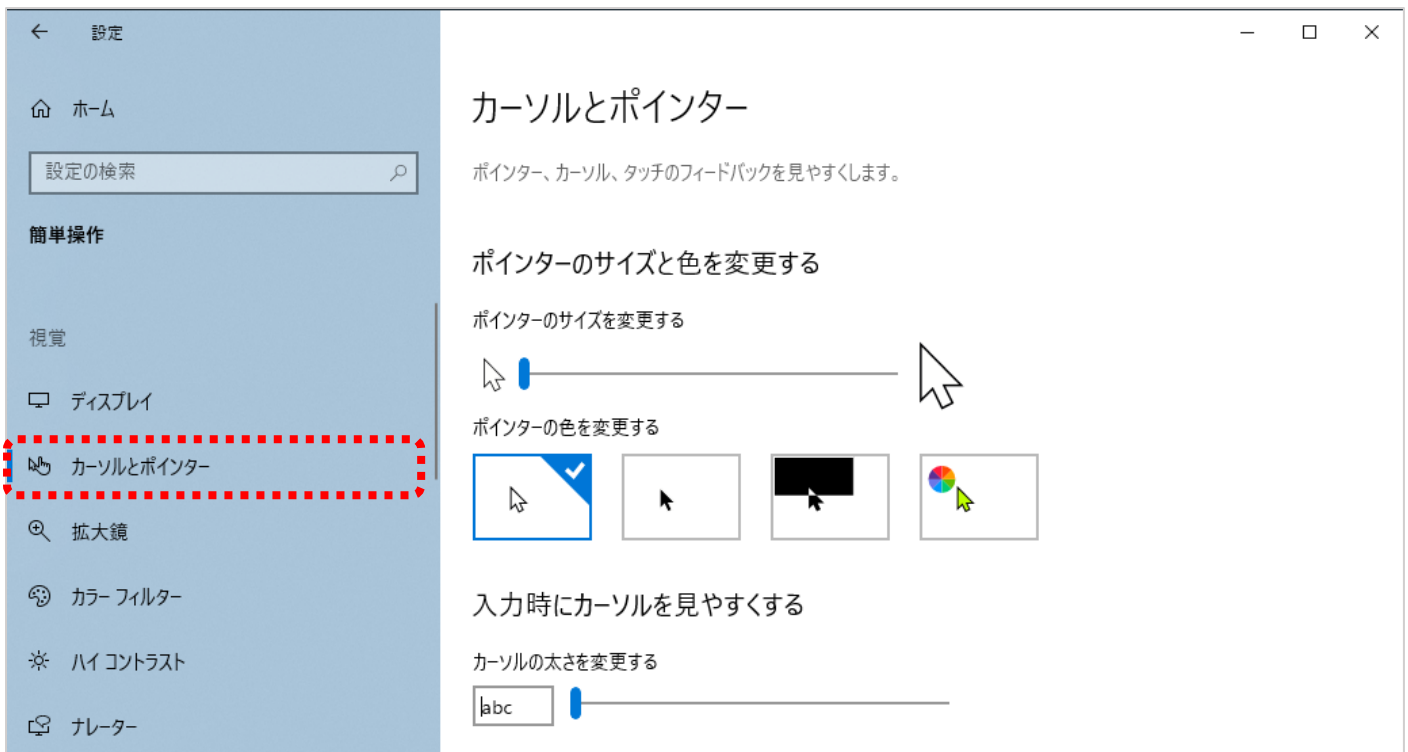 設定
ホーム
設定の検索
簡単操作
視覚
ディスプレイ
カーソルとポインター
拡大鏡
カラー フィルター
ハイ コントラスト
ナレーター
カーソルとポインター
ポインター、カーソル、タッチのフィードバックを見やすくします。
ポインターのサイズと色を変更する
ポインターのサイズを変更する
ポインターの色を変更する
入力時にカーソルを見やすくする
カーソルの太さを変更する
abc